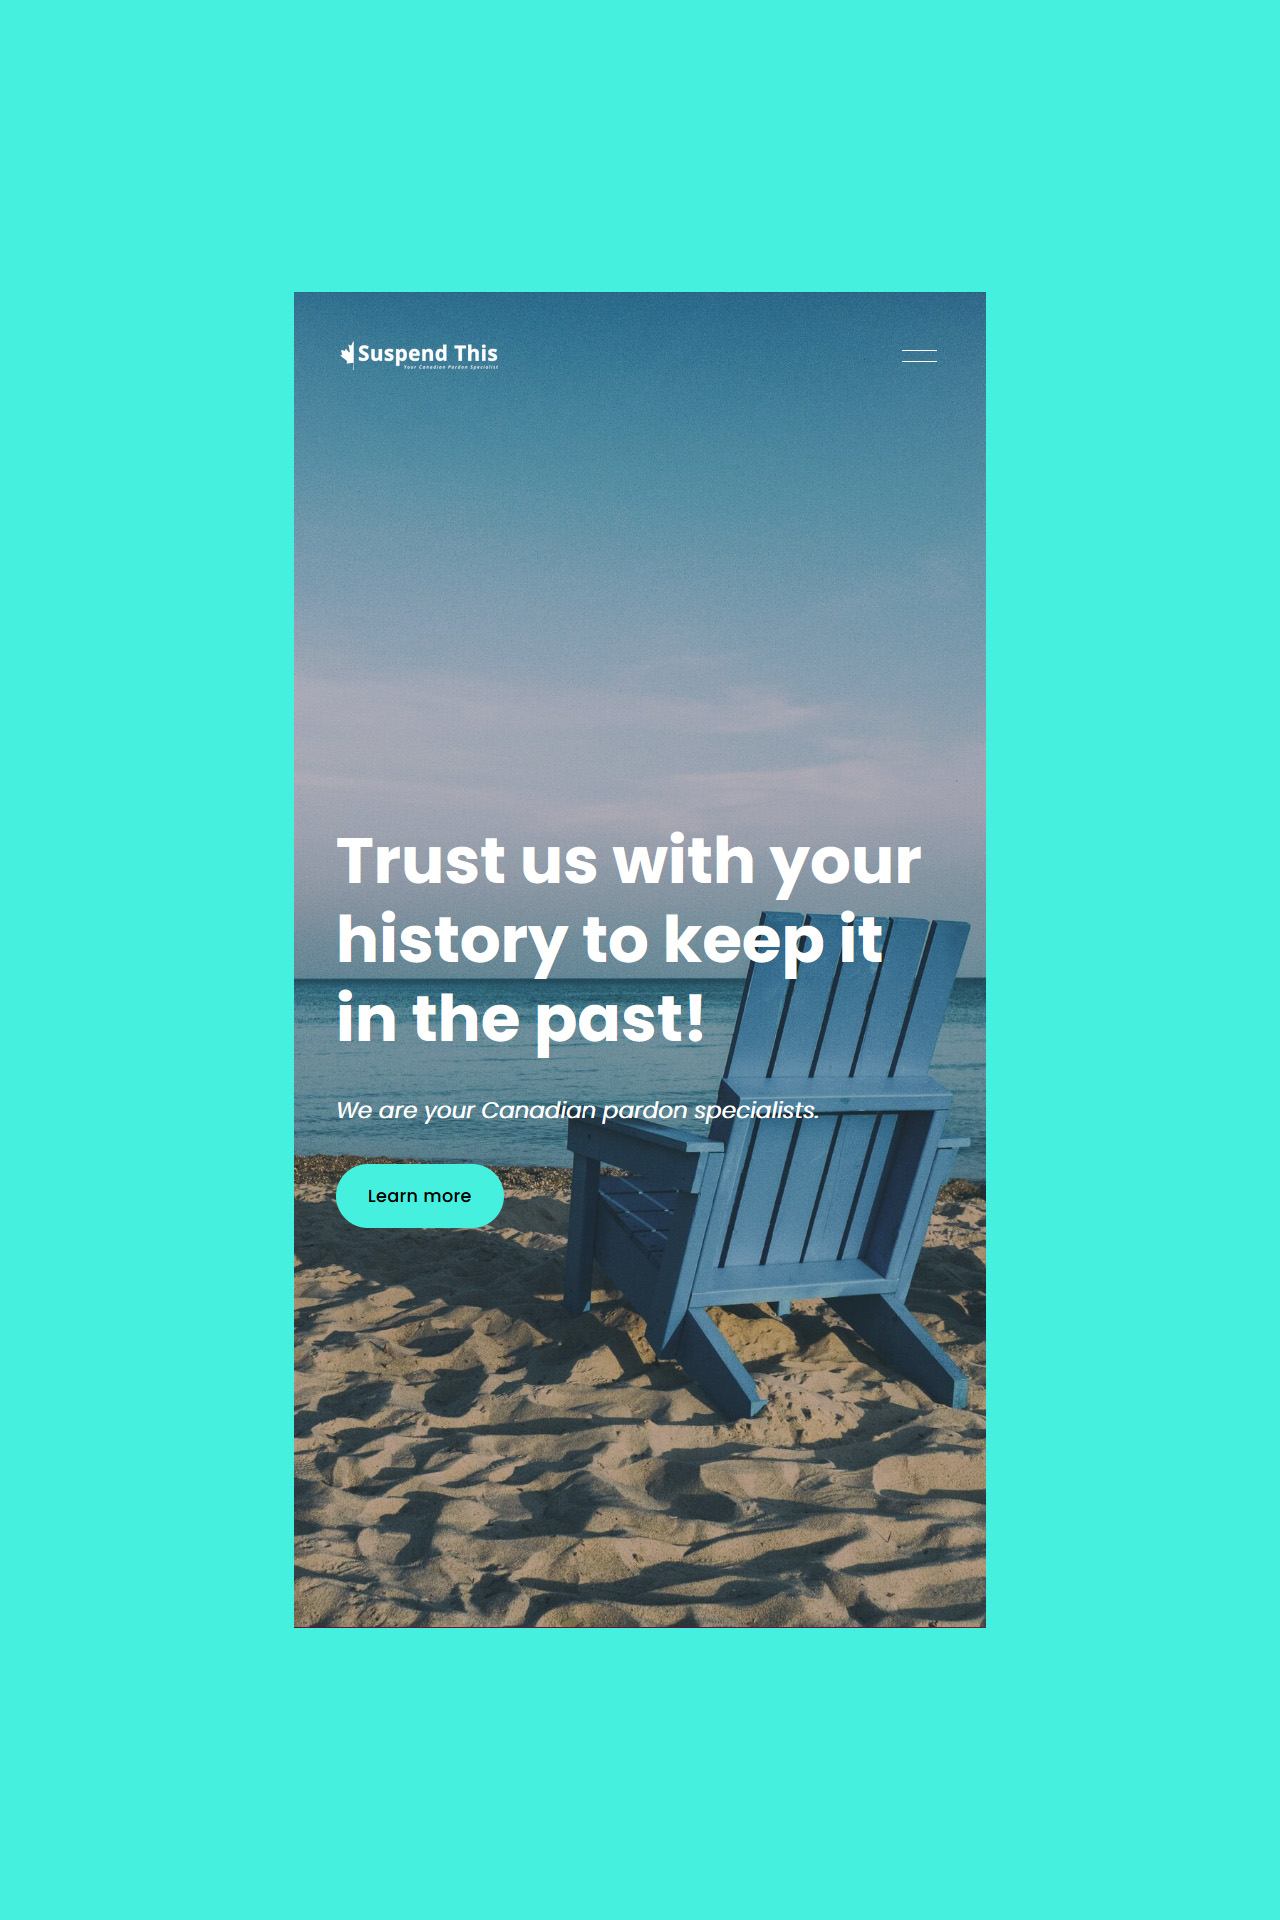 Suspend This
Your Canadian Pardon Specialist
Trust us with your
history to keep it
in the past!
We are your Canadian pardon specialists.
Learn more